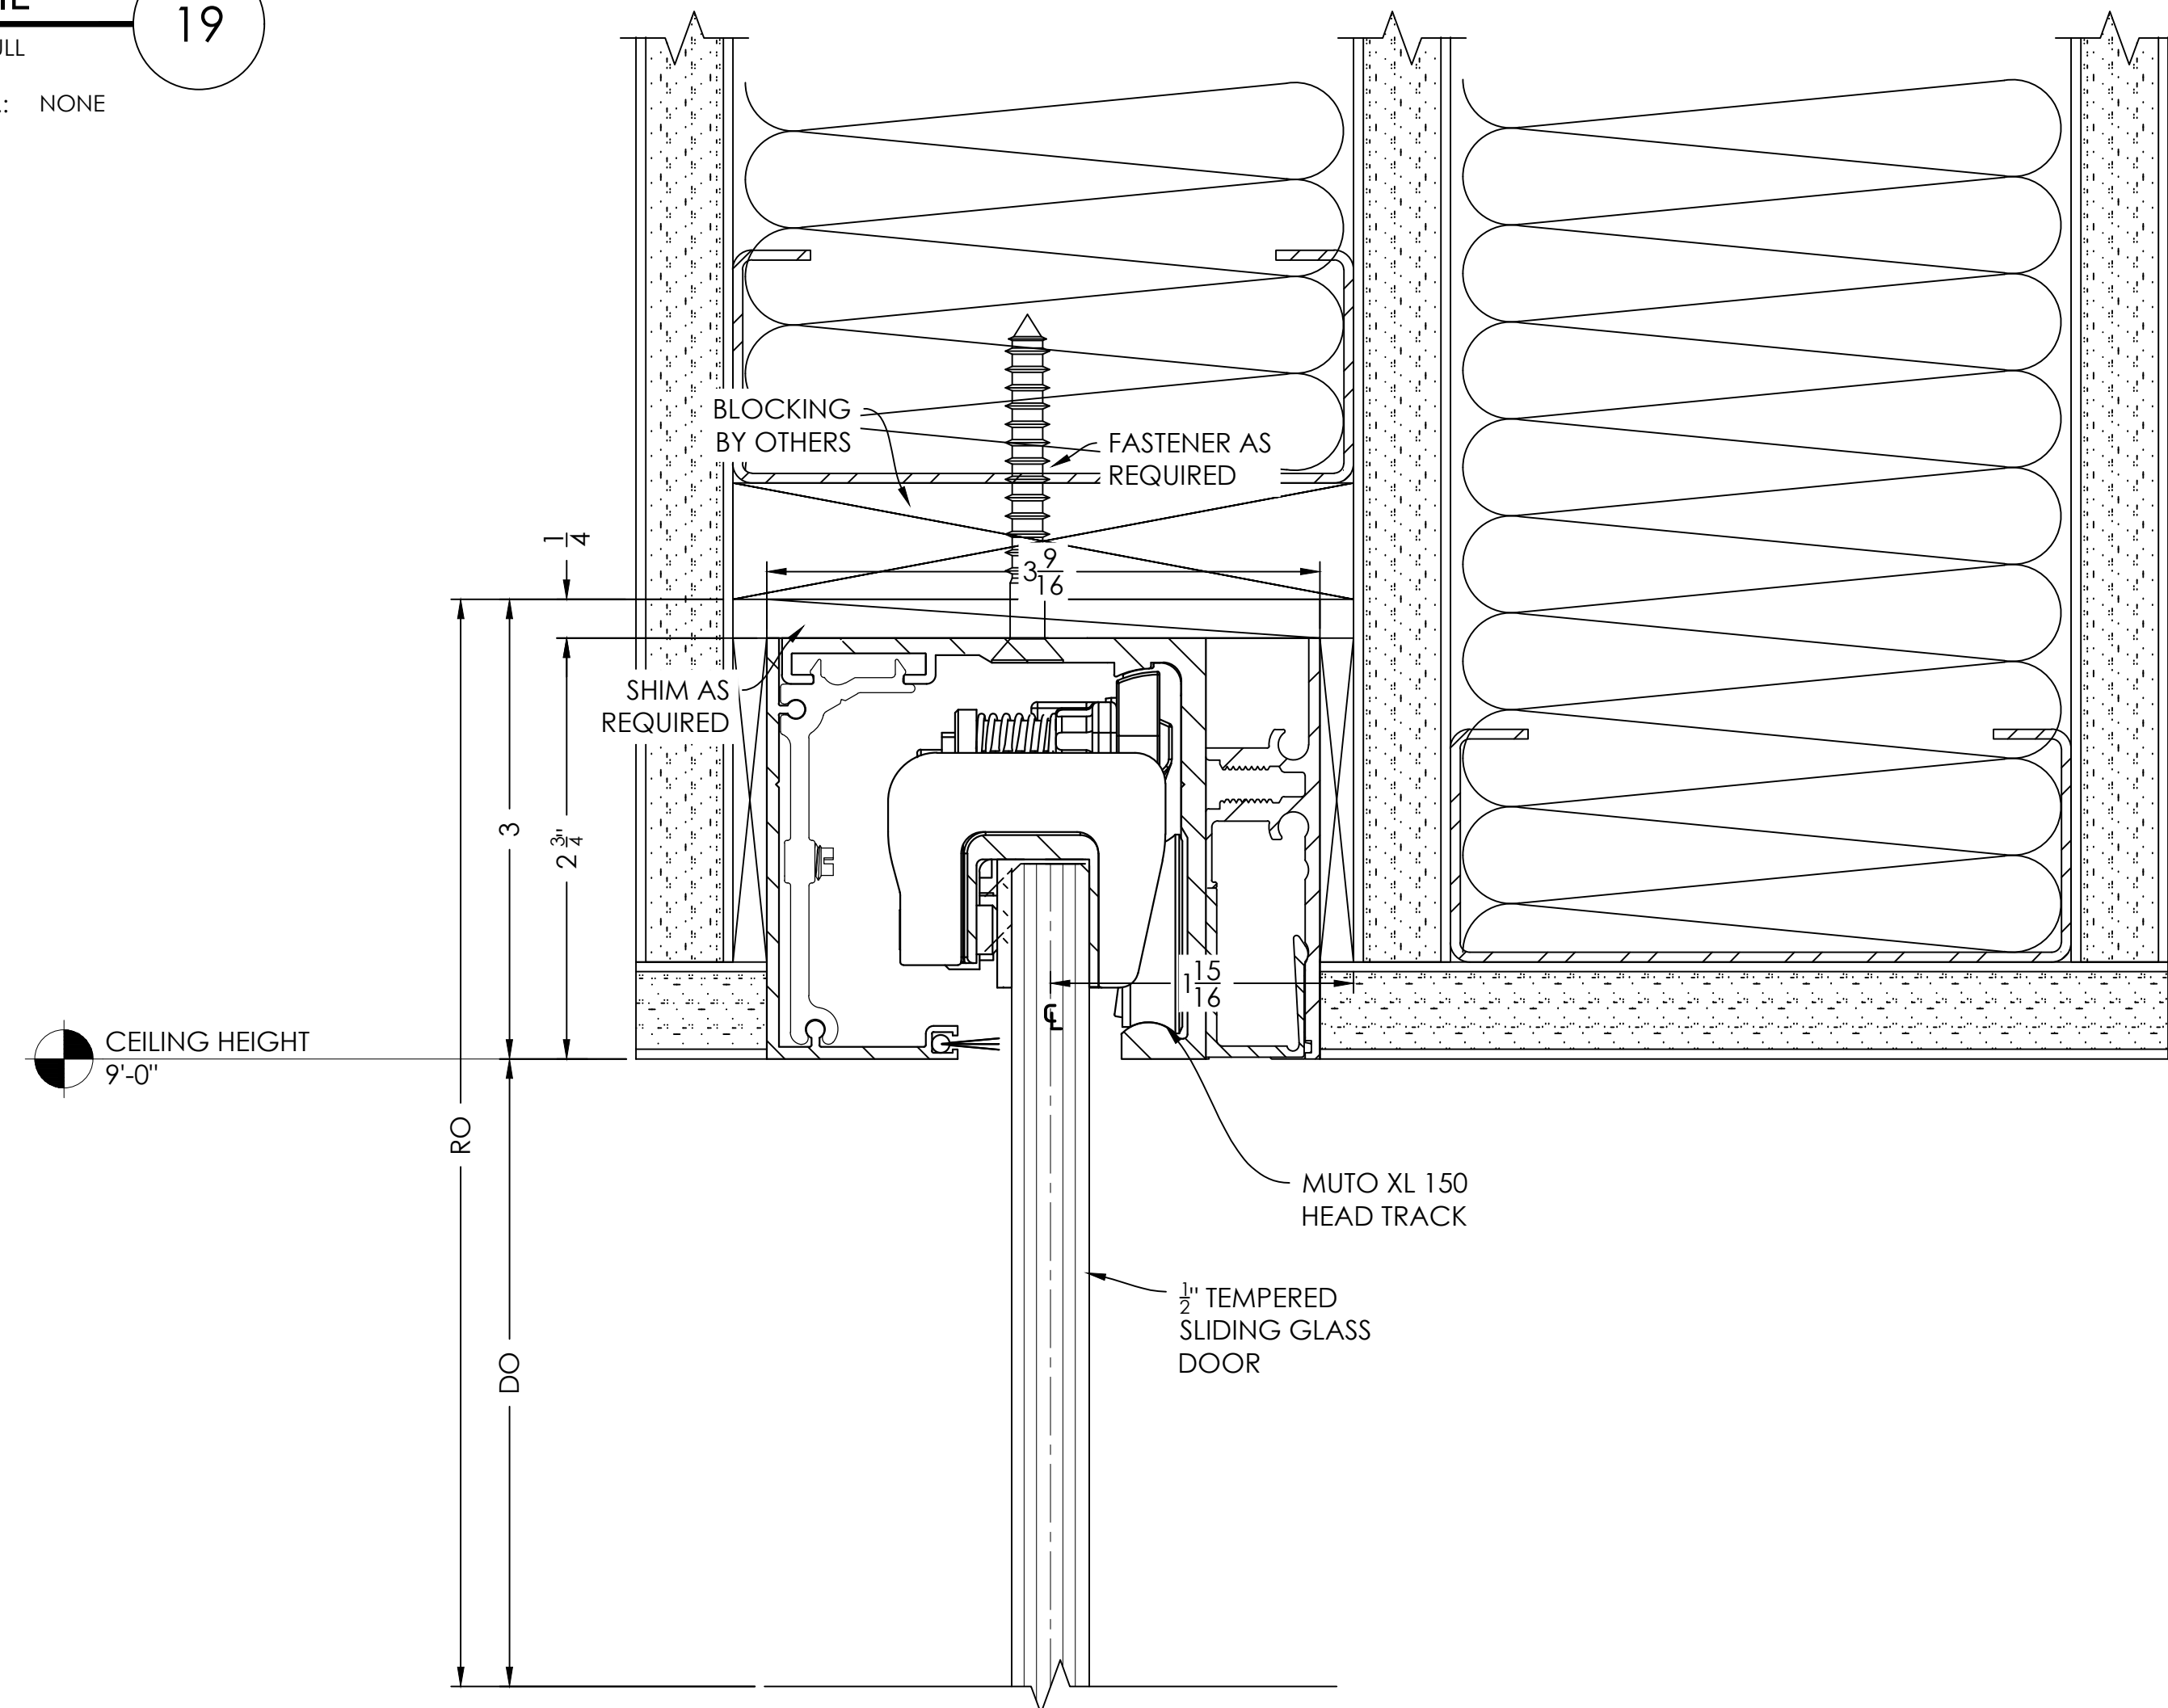 19
NONE
BLOCKING
BY OTHERS
FASTENER AS
REQUIRED
1/4
3 9/16
SHIM AS
REQUIRED
3
2 3/4"
1 15/16
CEILING HEIGHT
9'-0"
RO
MUTO XL 150
HEAD TRACK
1/2" TEMPERED
SLIDING GLASS
DOOR
DO